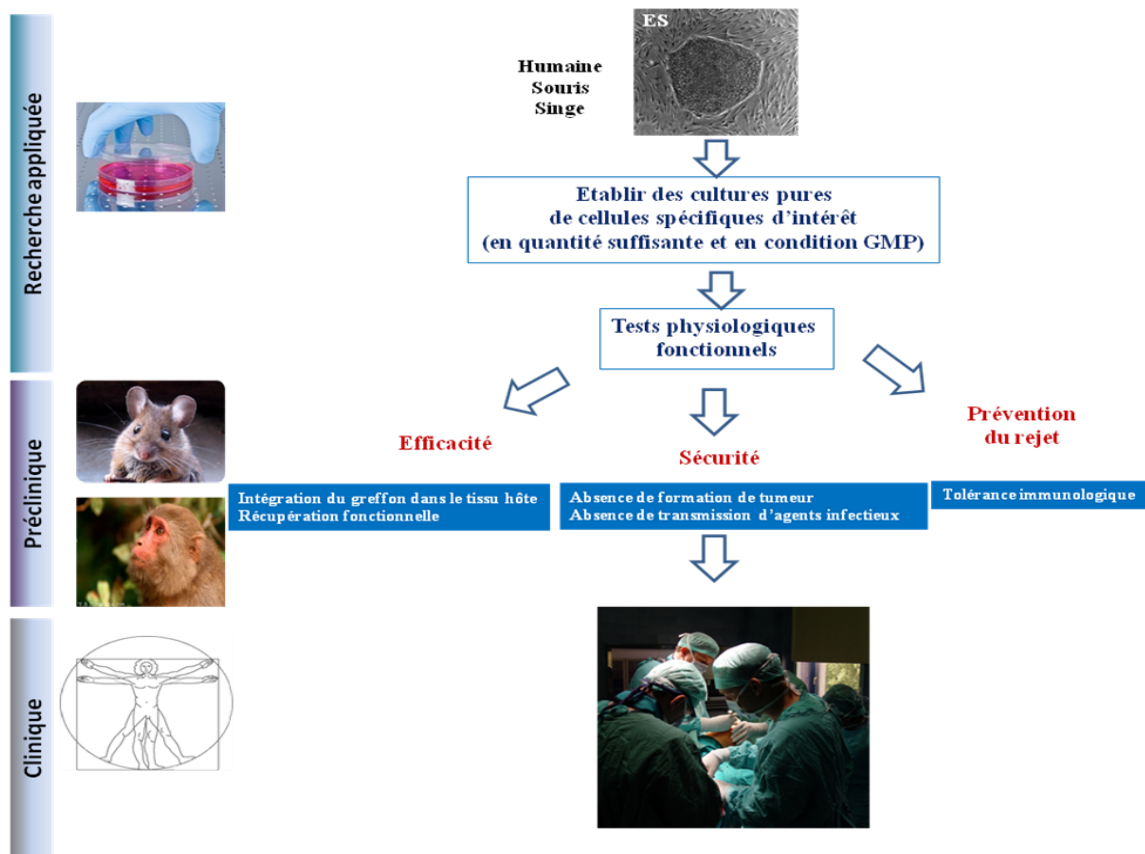 ES
Humaine
Souris
Singe
Recherche appliquée
Etablir des cultures pures
de cellules spécifiques d'intérêt
(en quantité suffisante et en condition GMP)
Tests physiologiques
fonctionnels
Préclinique
Efficacité
Sécurité
Prévention
du rejet
Intégration du greffon dans le tissu hôte
Récupération fonctionnelle
Absence de formation de tumeur
Absence de transmission d'agents infectieux
Tolérance immunologique
Clinique